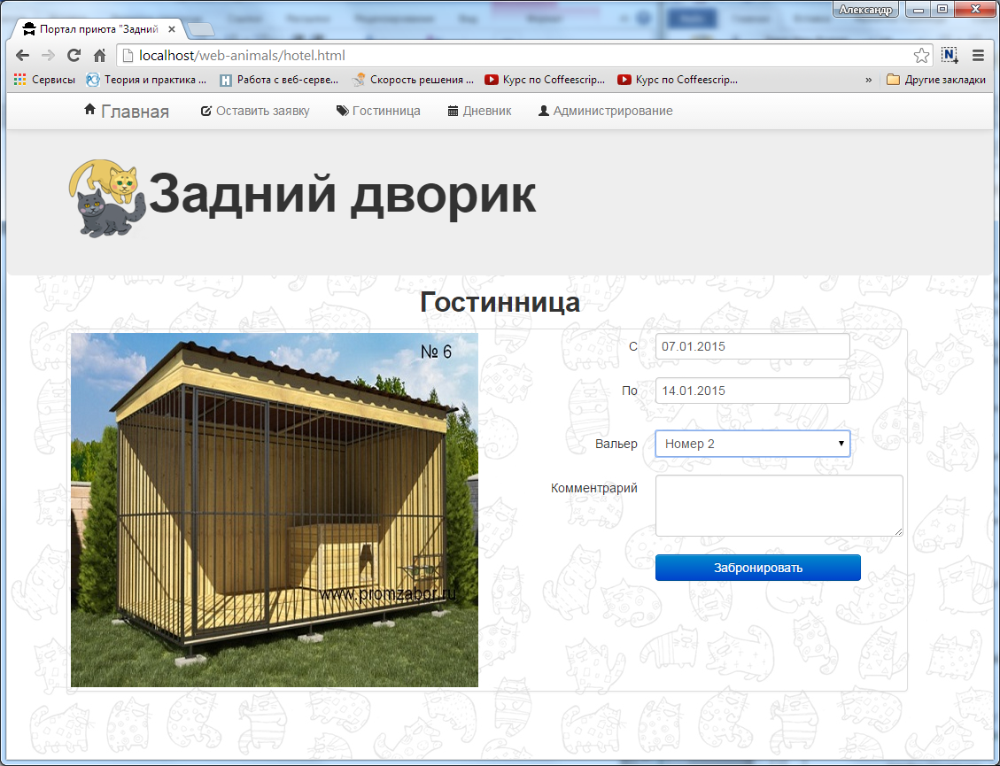 Александр
Портал приюта "Задний
localhost/web-animals/hotel.html
Сервисы Теория и практика ... Работа с веб-серве... Скорость решения ... Курс по Coffeescrip... Курс по Coffeescrip... » Другие закладки
Главная Оставить заявку Гостинница Дневник Администрирование
Задний дворик
Гостинница
№ 6
www.promzabor.ru
С 07.01.2015
По 14.01.2015
Вальер Номер 2
Комментрарий
Забронировать